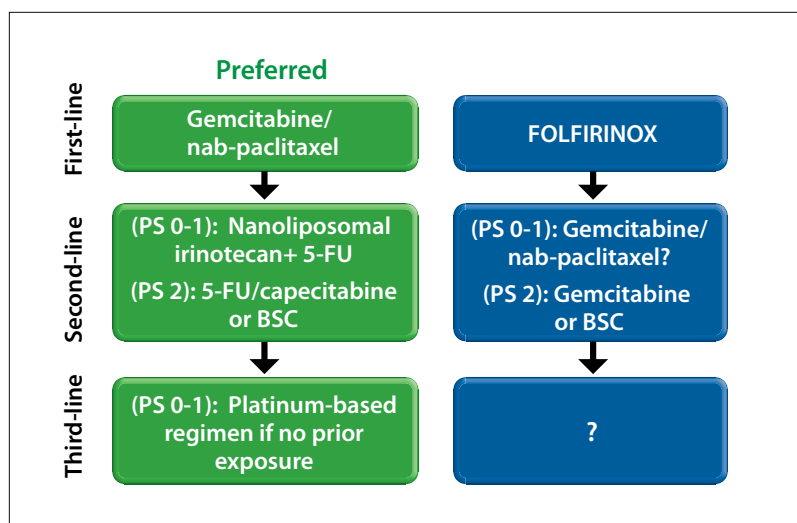 Preferred
First-line
Gemcitabine/
nab-paclitaxel
FOLFIRINOX
Second-line
(PS 0-1): Nanoliposomal
irinotecan+ 5-FU
(PS 2): 5-FU/capecitabine
or BSC
(PS 0-1): Gemcitabine/
nab-paclitaxel?
(PS 2): Gemcitabine
or BSC
Third-line
(PS 0-1): Platinum-based
regimen if no prior
exposure
?